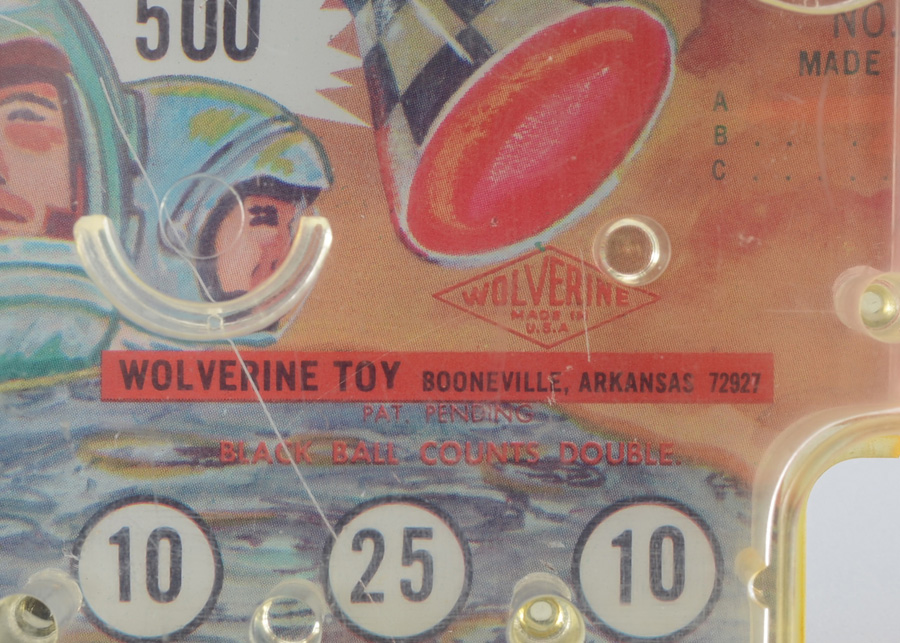 500
NO.
MADE
A
B . . . .
C . . . . .
WOLVERINE
MADE IN
U.S.A
WOLVERINE TOY BOONEVILLE, ARKANSAS 72927
PAT. PENDING
BLACK BALL COUNTS DOUBLE.
10 25 10